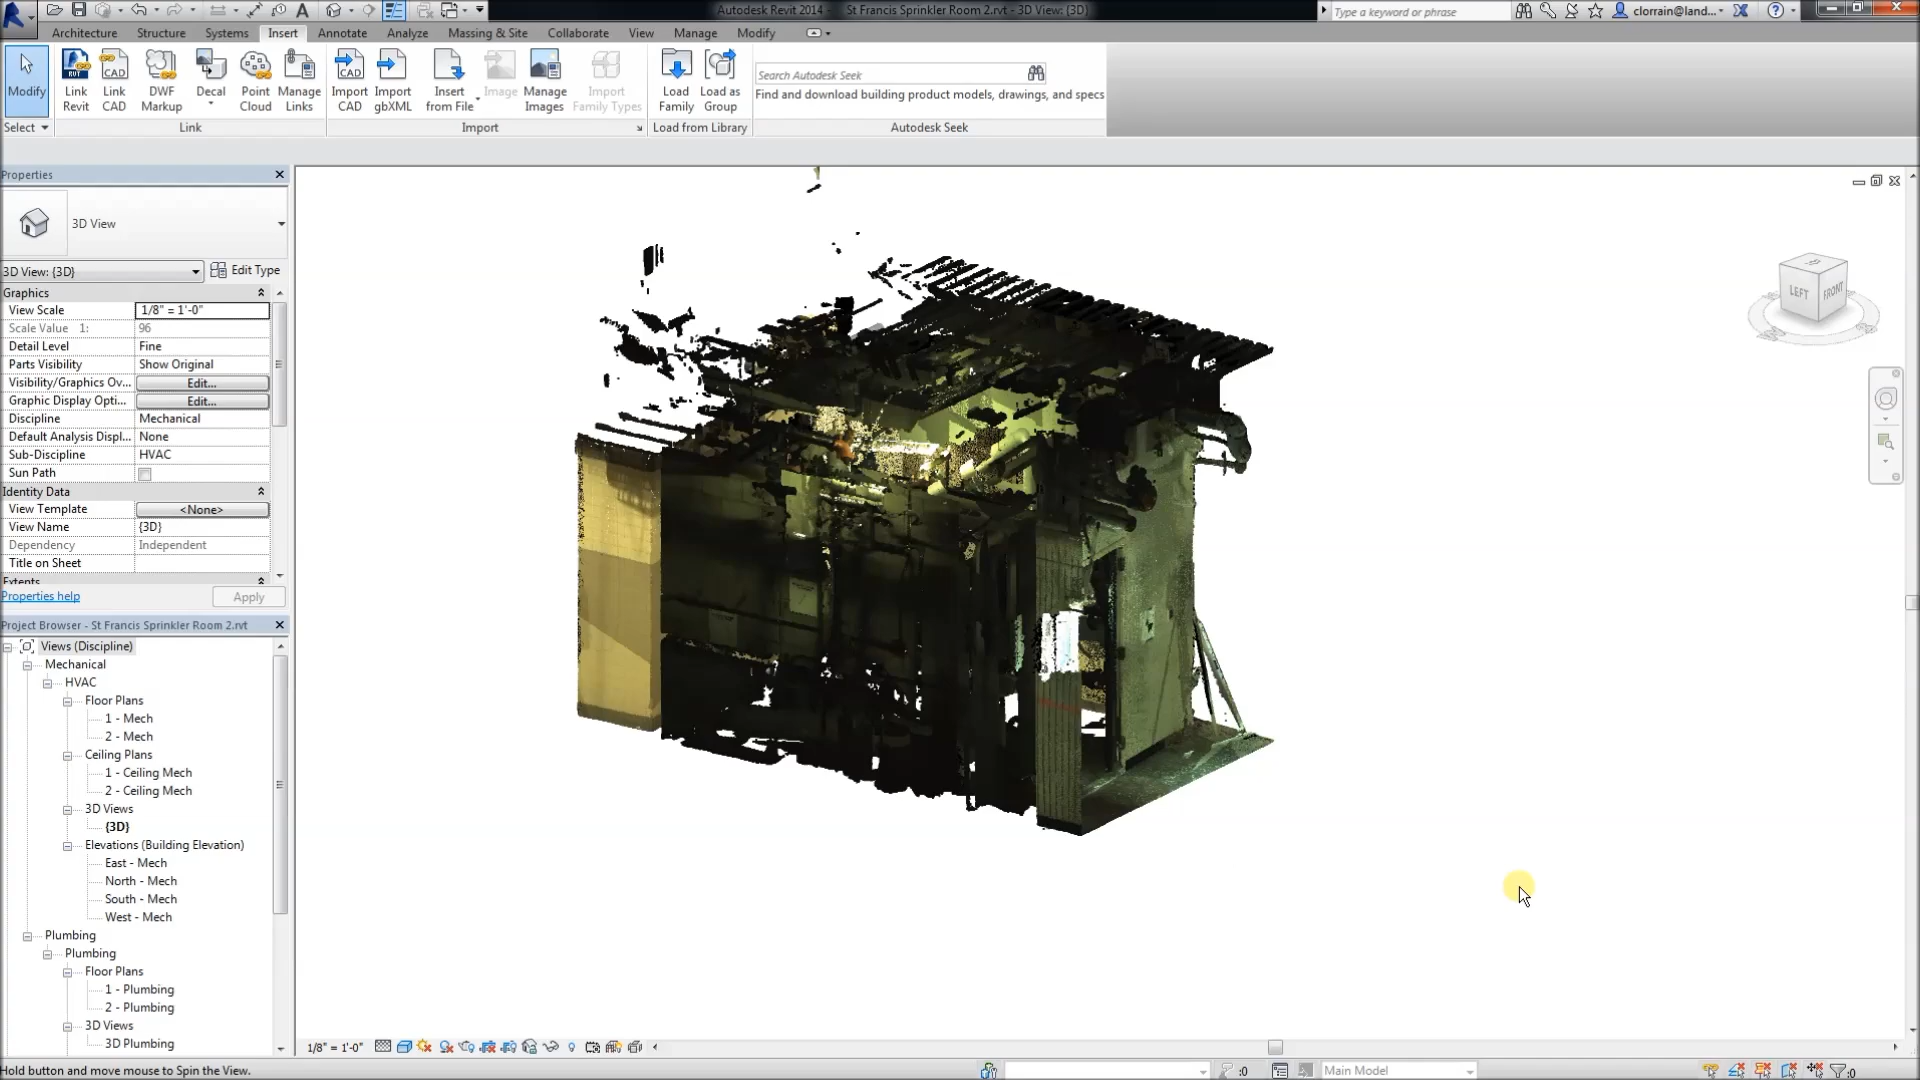 Autodesk Revit 2014 - St Francis Sprinkler Room 2.rvt - 3D View: {3D}
Type a keyword or phrase
clorrain@land...
Architecture Structure Systems Insert Annotate Analyze Massing & Site Collaborate View Manage Modify
Modify
Link Revit
Link CAD
DWF Markup
Decal
Point Cloud
Manage Links
Import CAD
Import gbXML
Insert from File
Image
Manage Images
Import Family Types
Load Family
Load as Group
Search Autodesk Seek
Find and download building product models, drawings, and specs
Select Link Import Load from Library Autodesk Seek
Properties
3D View
3D View: {3D} Edit Type
Graphics
View Scale 1/8" = 1'-0"
Scale Value 1: 96
Detail Level Fine
Parts Visibility Show Original
Visibility/Graphics Ov... Edit...
Graphic Display Opti... Edit...
Discipline Mechanical
Default Analysis Displ... None
Sub-Discipline HVAC
Sun Path
Identity Data
View Template <None>
View Name {3D}
Dependency Independent
Title on Sheet
Extents
Properties help Apply
Project Browser - St Francis Sprinkler Room 2.rvt
Views (Discipline)
Mechanical
HVAC
Floor Plans
1 - Mech
2 - Mech
Ceiling Plans
1 - Ceiling Mech
2 - Ceiling Mech
3D Views
{3D}
Elevations (Building Elevation)
East - Mech
North - Mech
South - Mech
West - Mech
Plumbing
Plumbing
Floor Plans
1 - Plumbing
2 - Plumbing
3D Views
3D Plumbing
LEFT FRONT
1/8" = 1'-0"
Hold button and move mouse to Spin the View.
:0 Main Model :0